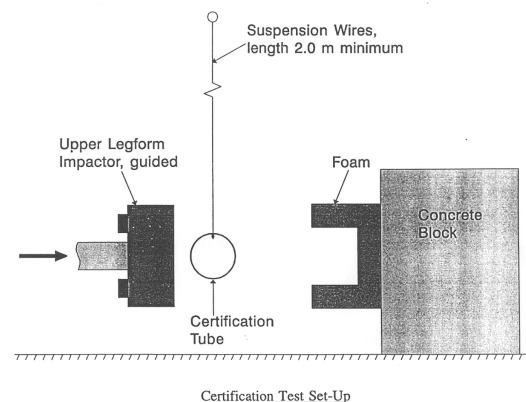 Suspension Wires,
length 2.0 m minimum
Upper Legform
Impactor, guided
Foam
Concrete
Block
Certification
Tube
Certification Test Set-Up